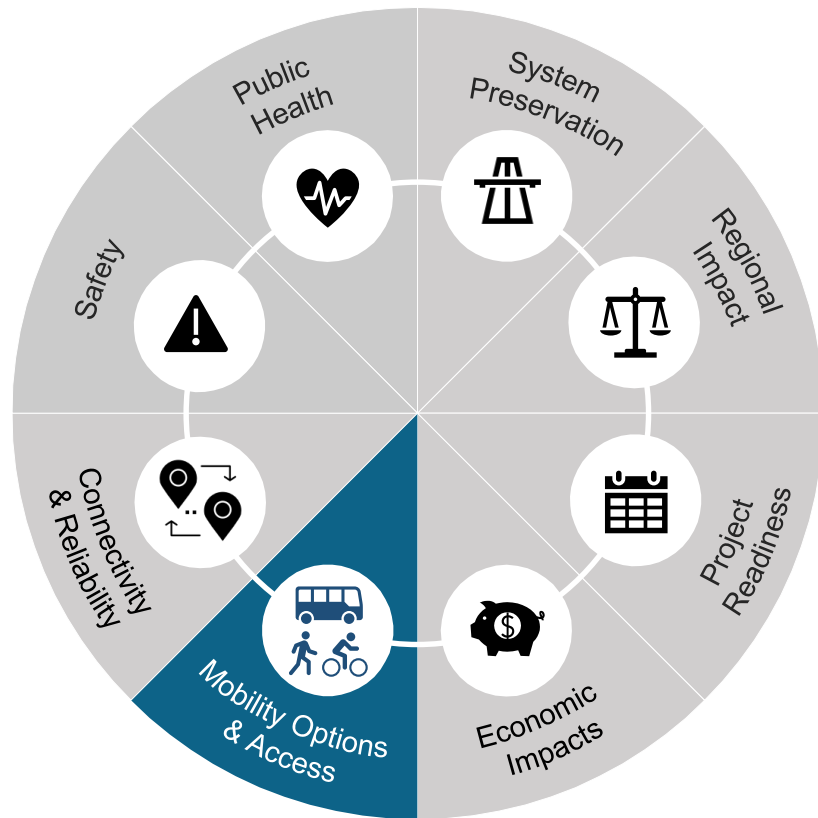 Public
Health
System
Preservation
Regional
Impact
Project
Readiness
Economic
Impacts
Mobility Options
& Access
Connectivity
& Reliability
Safety
$